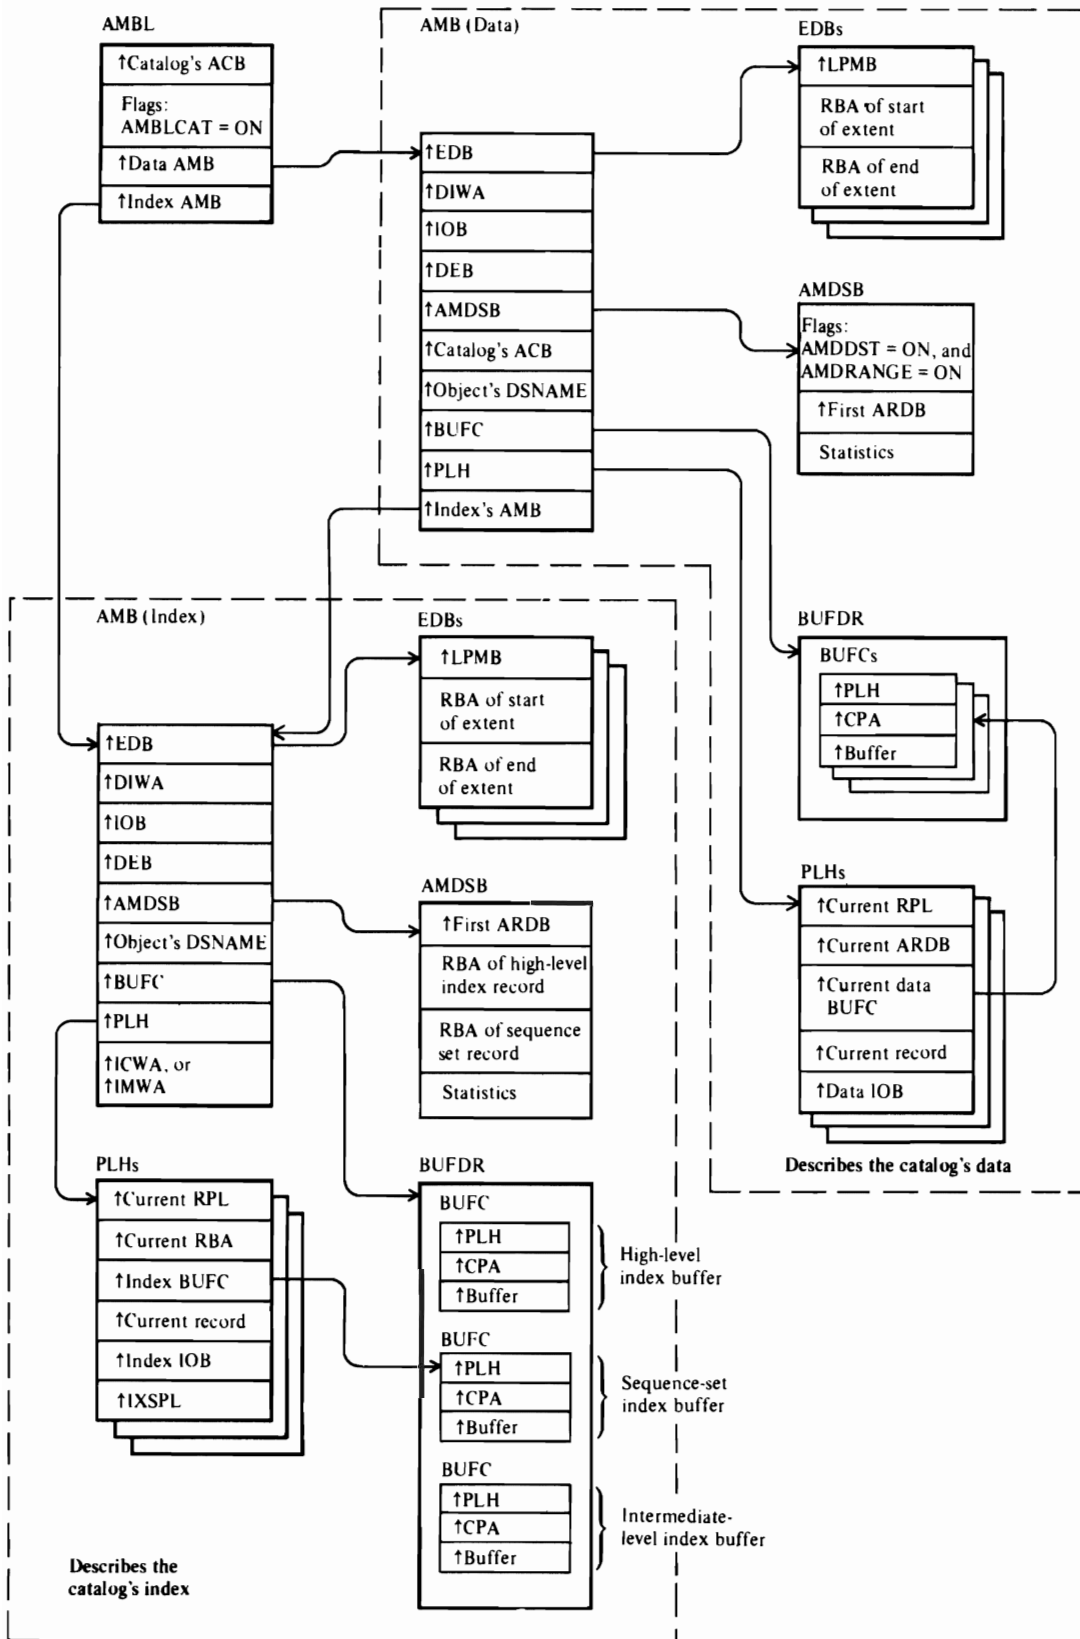 AMBL
↑Catalog's ACB
Flags:
AMBLCAT = ON
↑Data AMB
↑Index AMB
AMB (Data)
↑EDB
↑DIWA
↑IOB
↑DEB
↑AMDSB
↑Catalog's ACB
↑Object's DSNAME
↑BUFC
↑PLH
↑Index's AMB
EDBs
↑LPMB
RBA of start
of extent
RBA of end
of extent
AMDSB
Flags:
AMDDST = ON, and
AMDRANGE = ON
↑First ARDB
Statistics
BUFDR
BUFCs
↑PLH
↑CPA
↑Buffer
PLHs
↑Current RPL
↑Current ARDB
↑Current data
BUFC
↑Current record
↑Data IOB
Describes the catalog's data
AMB (Index)
↑EDB
↑DIWA
↑IOB
↑DEB
↑AMDSB
↑Object's DSNAME
↑BUFC
↑PLH
↑ICWA, or
↑IMWA
EDBs
↑LPMB
RBA of start
of extent
RBA of end
of extent
AMDSB
↑First ARDB
RBA of high-level
index record
RBA of sequence
set record
Statistics
PLHs
↑Current RPL
↑Current RBA
↑Index BUFC
↑Current record
↑Index IOB
↑IXSPL
BUFDR
BUFC
↑PLH
↑CPA
↑Buffer
High-level
index buffer
BUFC
↑PLH
↑CPA
↑Buffer
Sequence-set
index buffer
BUFC
↑PLH
↑CPA
↑Buffer
Intermediate-
level index buffer
Describes the
catalog's index